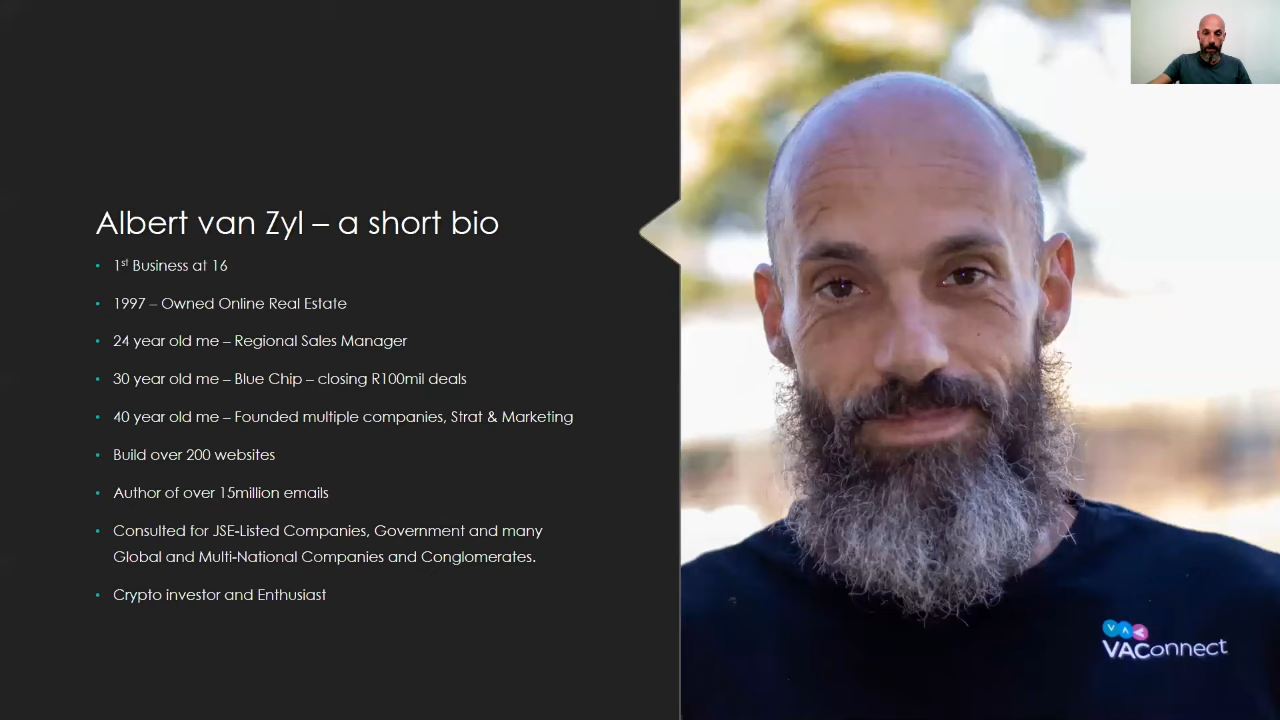 Albert van Zyl – a short bio
• 1st Business at 16
• 1997 – Owned Online Real Estate
• 24 year old me – Regional Sales Manager
• 30 year old me – Blue Chip – closing R100mil deals
• 40 year old me – Founded multiple companies, Strat & Marketing
• Build over 200 websites
• Author of over 15million emails
• Consulted for JSE-Listed Companies, Government and many
Global and Multi-National Companies and Conglomerates.
• Crypto investor and Enthusiast
VAConnect